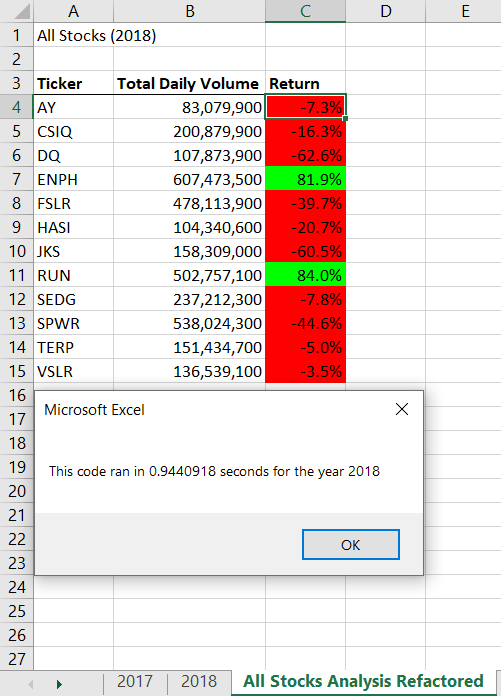 A B C D E
1 All Stocks (2018)
2
3 Ticker Total Daily Volume Return
4 AY 83,079,900 -7.3%
5 CSIQ 200,879,900 -16.3%
6 DQ 107,873,900 -62.6%
7 ENPH 607,473,500 81.9%
8 FSLR 478,113,900 -39.7%
9 HASI 104,340,600 -20.7%
10 JKS 158,309,000 -60.5%
11 RUN 502,757,100 84.0%
12 SEDG 237,212,300 -7.8%
13 SPWR 538,024,300 -44.6%
14 TERP 151,434,700 -5.0%
15 VSLR 136,539,100 -3.5%
16
17
18
19
20
21
22
23
24
25
26
27
Microsoft Excel
This code ran in 0.9440918 seconds for the year 2018
OK
2017 2018 All Stocks Analysis Refactored